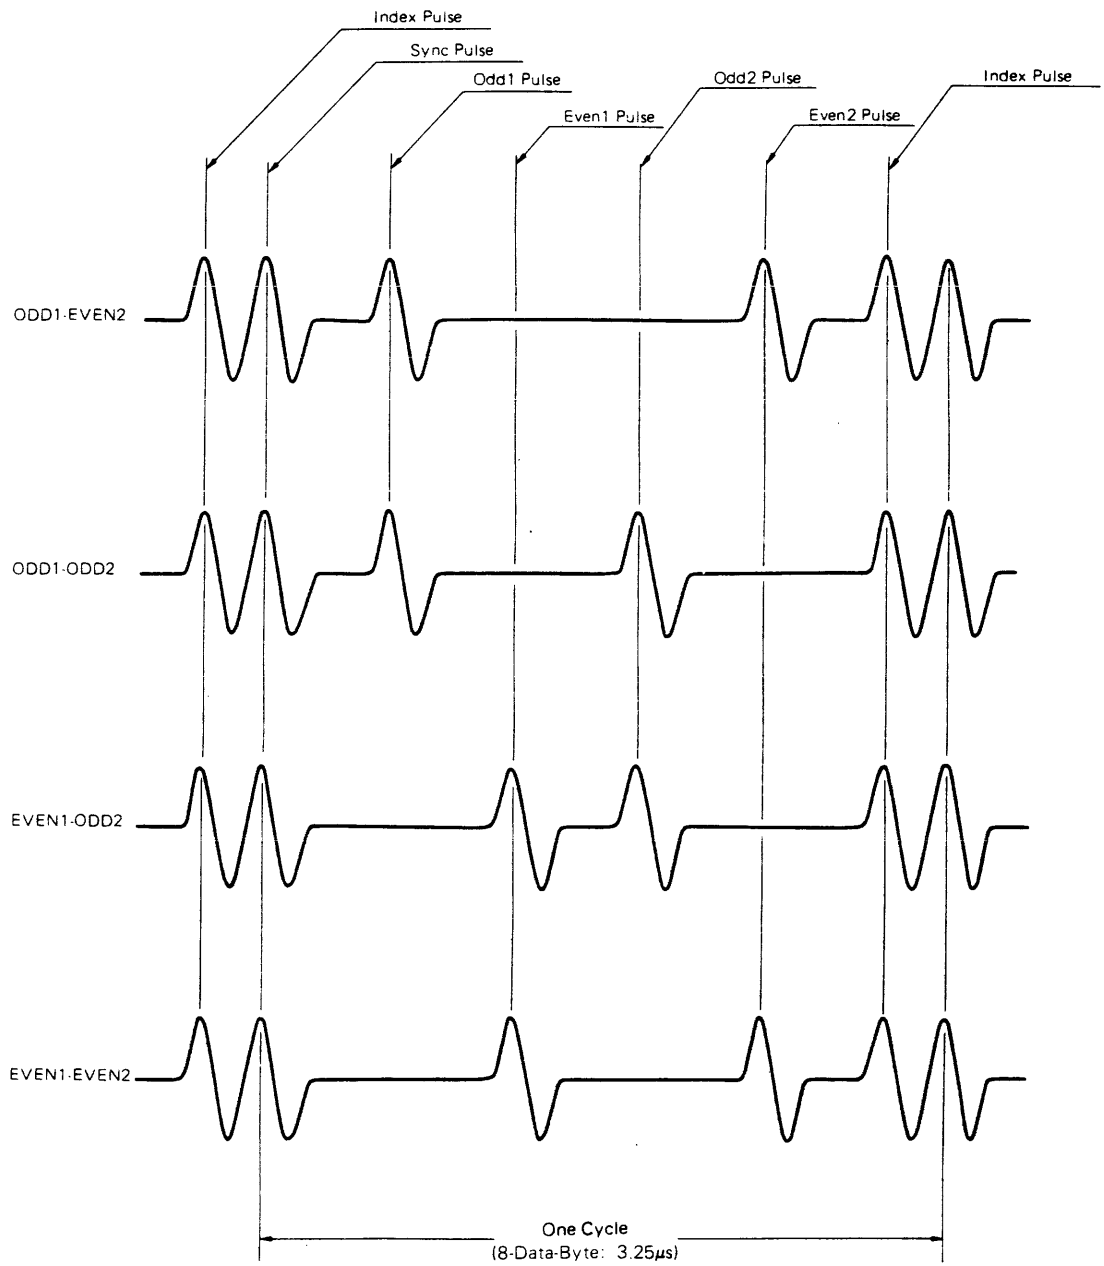 Index Pulse
Sync Pulse
Odd1 Pulse
Odd2 Pulse
Index Pulse
Even1 Pulse
Even2 Pulse
ODD1-EVEN2
ODD1-ODD2
EVEN1-ODD2
EVEN1-EVEN2
One Cycle
(8-Data-Byte: 3.25μs)